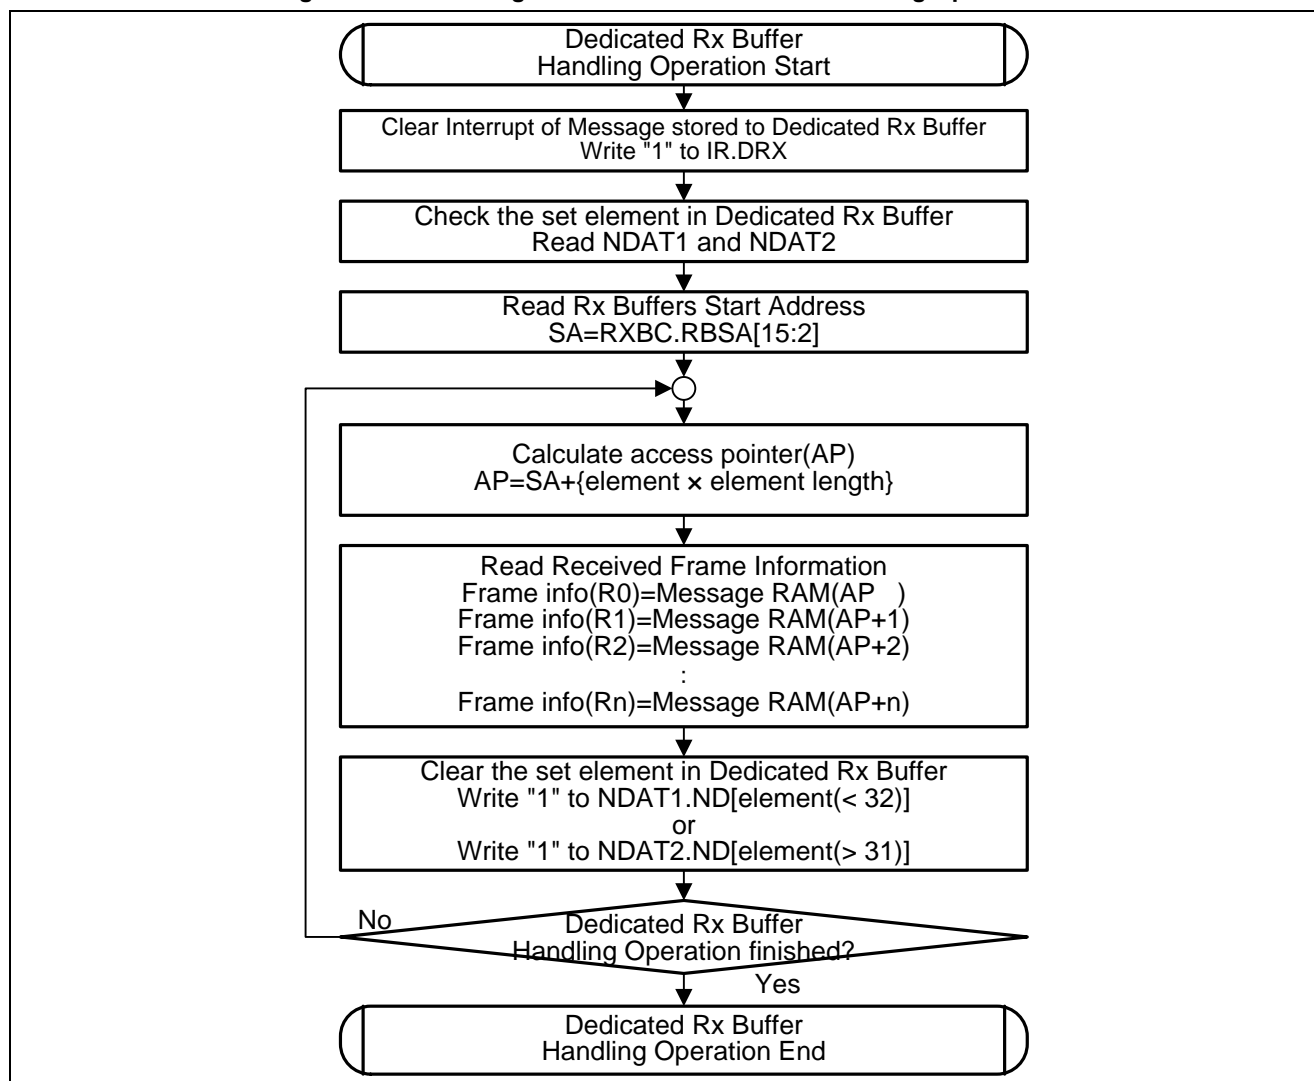 Dedicated Rx Buffer
Handling Operation Start
Clear Interrupt of Message stored to Dedicated Rx Buffer
Write "1" to IR.DRX
Check the set element in Dedicated Rx Buffer
Read NDAT1 and NDAT2
Read Rx Buffers Start Address
SA=RXBC.RBSA[15:2]
Calculate access pointer(AP)
AP=SA+{element × element length}
Read Received Frame Information
Frame info(R0)=Message RAM(AP   )
Frame info(R1)=Message RAM(AP+1)
Frame info(R2)=Message RAM(AP+2)
:
Frame info(Rn)=Message RAM(AP+n)
Clear the set element in Dedicated Rx Buffer
Write "1" to NDAT1.ND[element(< 32)]
or
Write "1" to NDAT2.ND[element(> 31)]
No
Dedicated Rx Buffer
Handling Operation finished?
Yes
Dedicated Rx Buffer
Handling Operation End